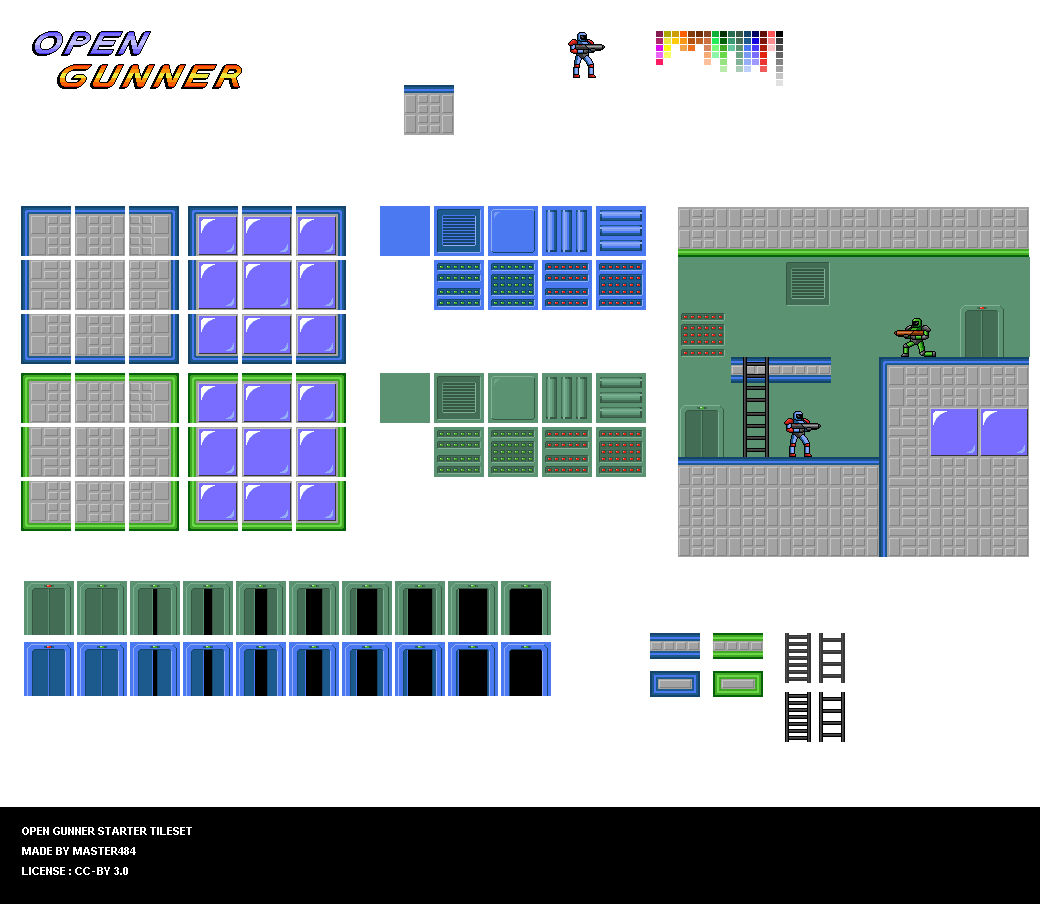 OPEN
GUNNER
OPEN GUNNER STARTER TILESET
MADE BY MASTER484
LICENSE : CC-BY 3.0